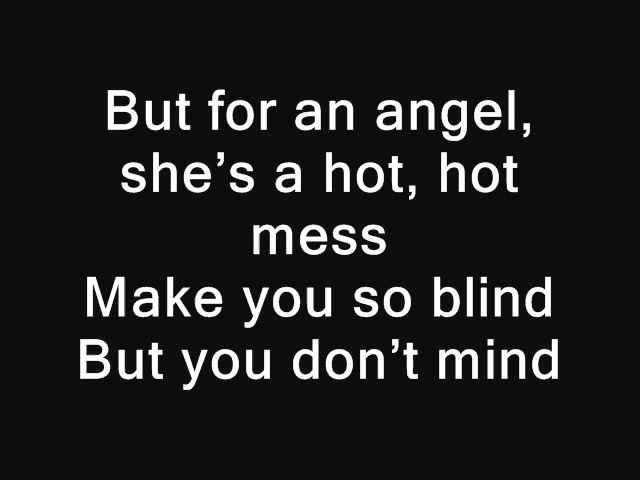 But for an angel,
she’s a hot, hot
mess
Make you so blind
But you don’t mind